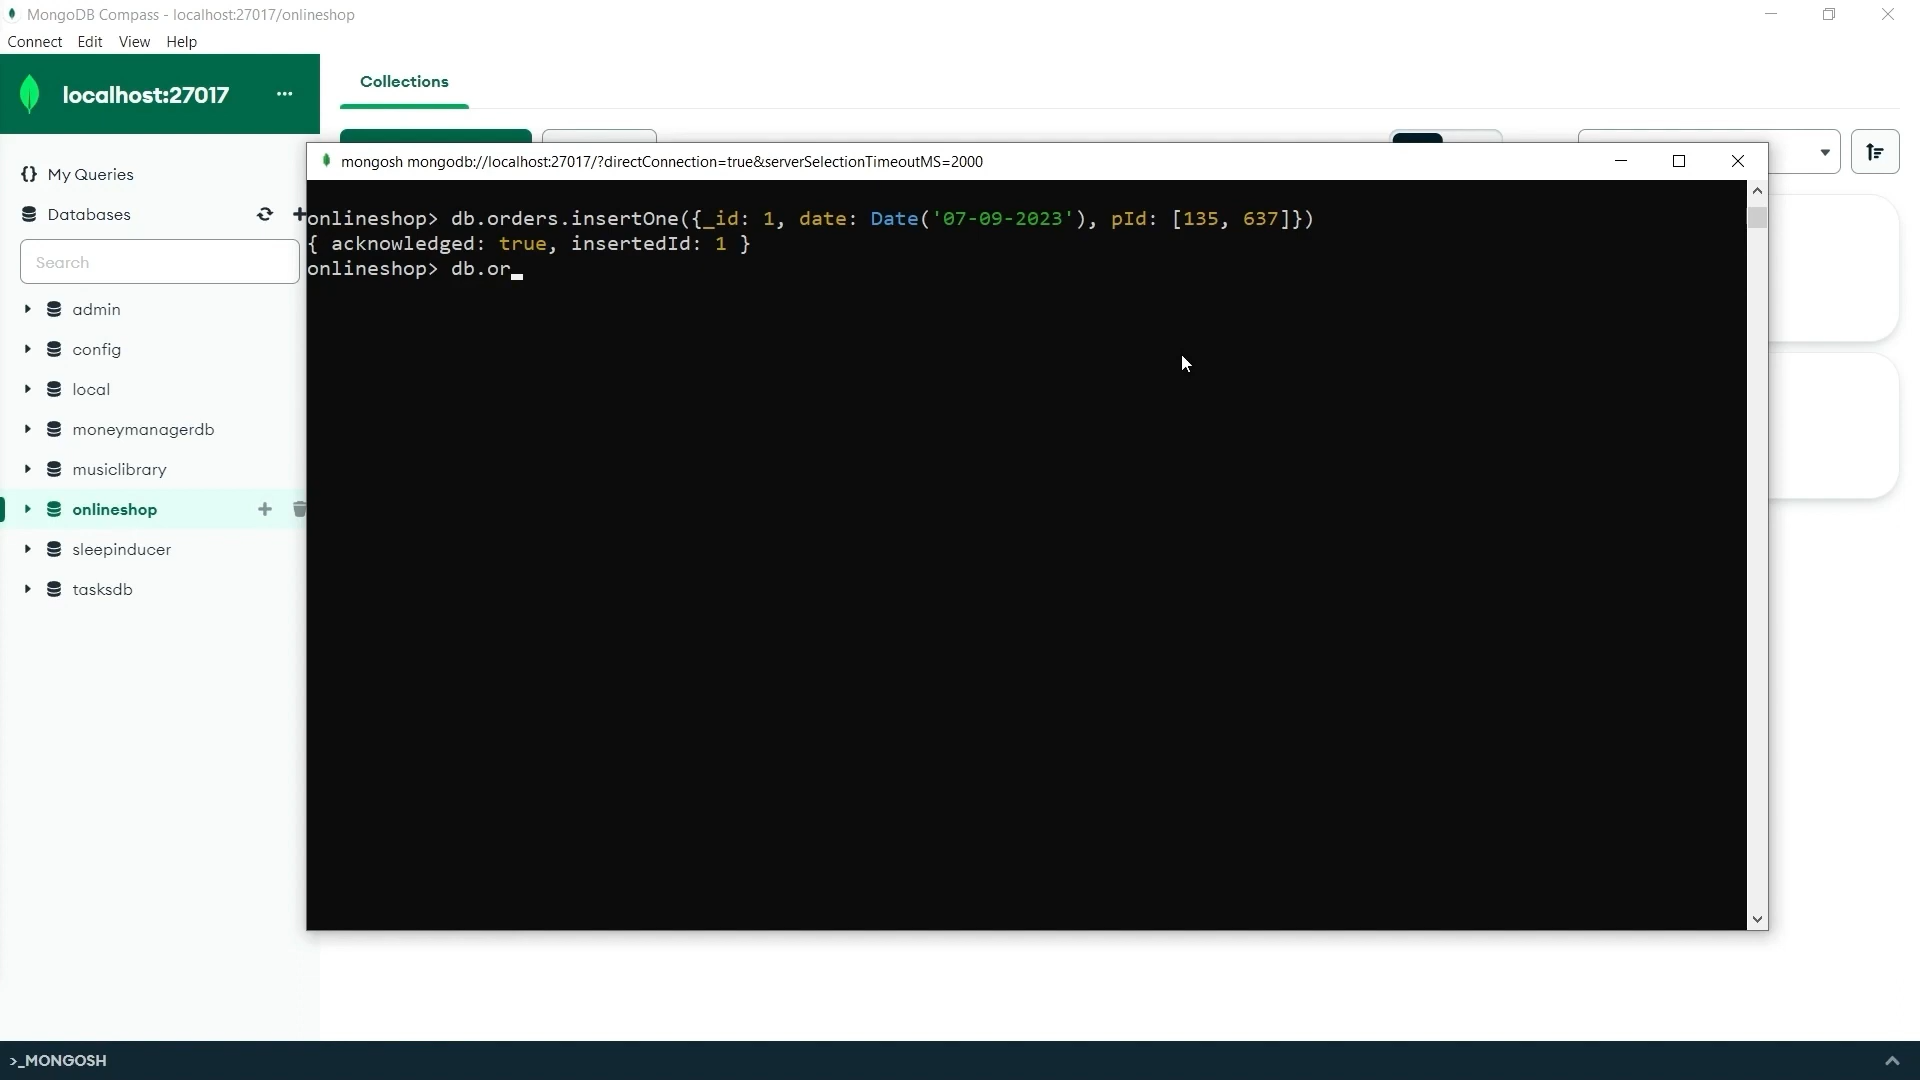 MongoDB Compass - localhost:27017/onlineshop
Connect Edit View Help
localhost:27017 ...
Collections
My Queries
Databases
Search
admin
config
local
moneymanagerdb
musiclibrary
onlineshop
sleepinducer
tasksdb
mongosh mongodb://localhost:27017/?directConnection=true&serverSelectionTimeoutMS=2000
onlineshop> db.orders.insertOne({_id: 1, date: Date('07-09-2023'), pId: [135, 637]})
{ acknowledged: true, insertedId: 1 }
onlineshop> db.or_
>_MONGOSH